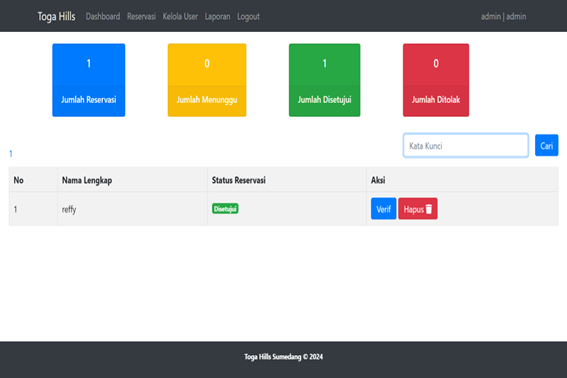 Toga Hills Dashboard Reservasi Kelola User Laporan Logout admin | admin
1 0 1 0
Jumlah Reservasi Jumlah Menunggu Jumlah Disetujui Jumlah Ditolak
Kata Kunci Cari
1
No Nama Lengkap Status Reservasi Aksi
1 reffy Disetujui Verif Hapus
Toga Hills Sumedang © 2024